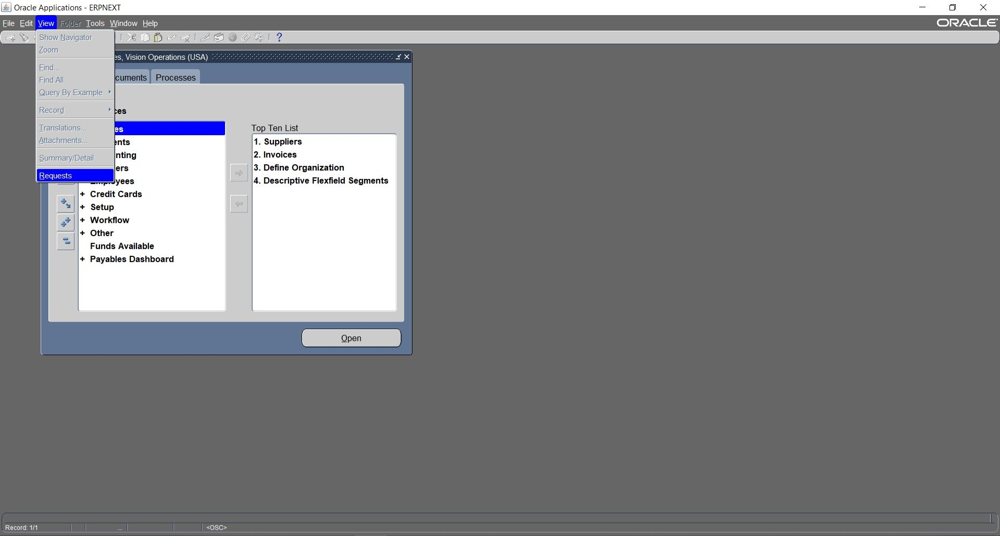 Oracle Applications - ERPNEXT
File Edit View Folder Tools Window Help
ORACLE
Show Navigator
Zoom
Find...
Find All
Query By Example
Record
Translations...
Attachments...
Summary/Detail
Requests
es, Vision Operations (USA)
cuments Processes
ces
es
ents
nting
ers
Employees
+ Credit Cards
+ Setup
+ Workflow
+ Other
Funds Available
+ Payables Dashboard
Top Ten List
1. Suppliers
2. Invoices
3. Define Organization
4. Descriptive Flexfield Segments
Open
Record: 1/1 ... <OSC>